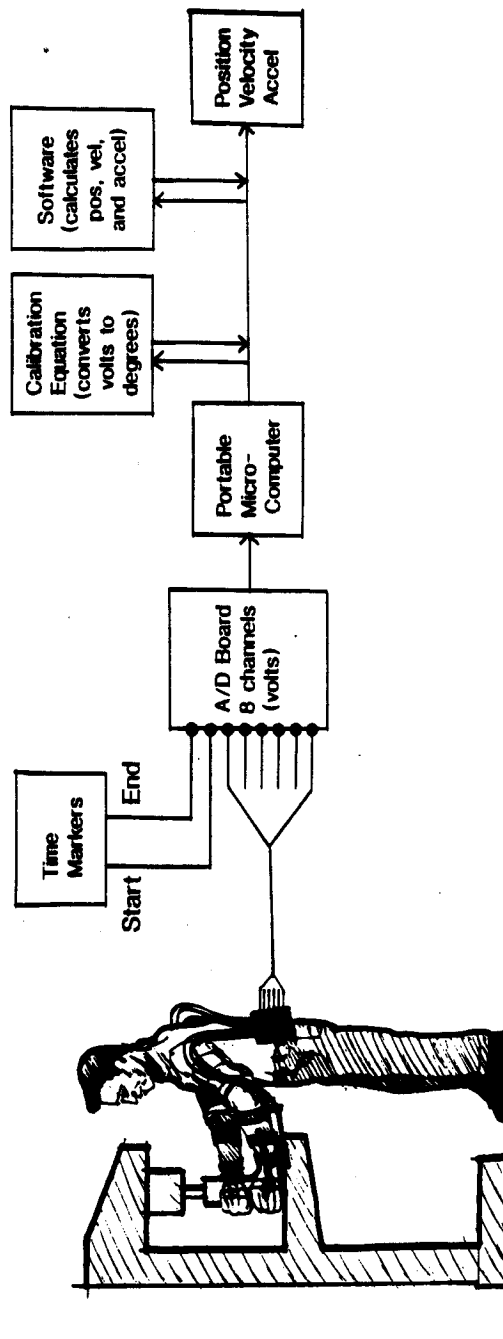 Time
Markers
Start
End
A/D Board
8 channels
(volts)
Portable
Micro-
Computer
Calibration
Equation
(converts
volts to
degrees)
Software
(calculates
pos, vel,
and accel)
Position
Velocity
Accel